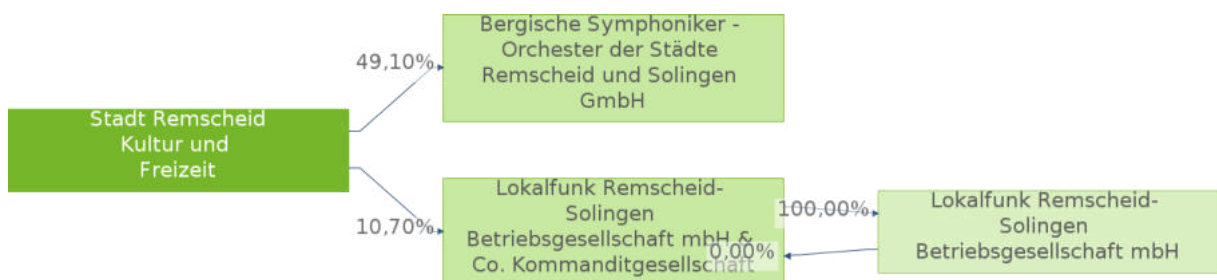 Stadt Remscheid
Kultur und
Freizeit
49,10%
Bergische Symphoniker -
Orchester der Städte
Remscheid und Solingen
GmbH
10,70%
Lokalfunk Remscheid-
Solingen
Betriebsgesellschaft mbH &
Co. Kommanditgesellschaft
100,00%
0,00%
Lokalfunk Remscheid-
Solingen
Betriebsgesellschaft mbH